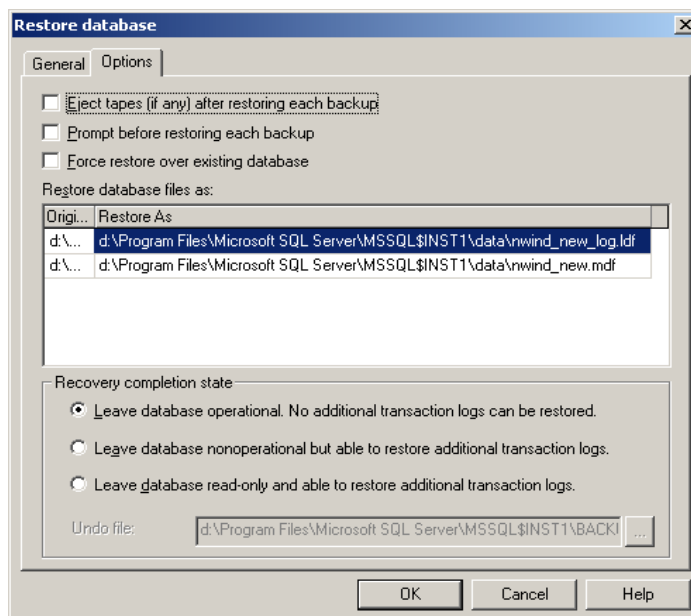 Restore database
General Options
Eject tapes (if any) after restoring each backup
Prompt before restoring each backup
Force restore over existing database
Restore database files as:
Origi... Restore As
d:\... d:\Program Files\Microsoft SQL Server\MSSQL$INST1\data\nwind_new_log.ldf
d:\... d:\Program Files\Microsoft SQL Server\MSSQL$INST1\data\nwind_new.mdf
Recovery completion state
Leave database operational. No additional transaction logs can be restored.
Leave database nonoperational but able to restore additional transaction logs.
Leave database read-only and able to restore additional transaction logs.
Undo file: d:\Program Files\Microsoft SQL Server\MSSQL$INST1\BACKI ...
OK Cancel Help